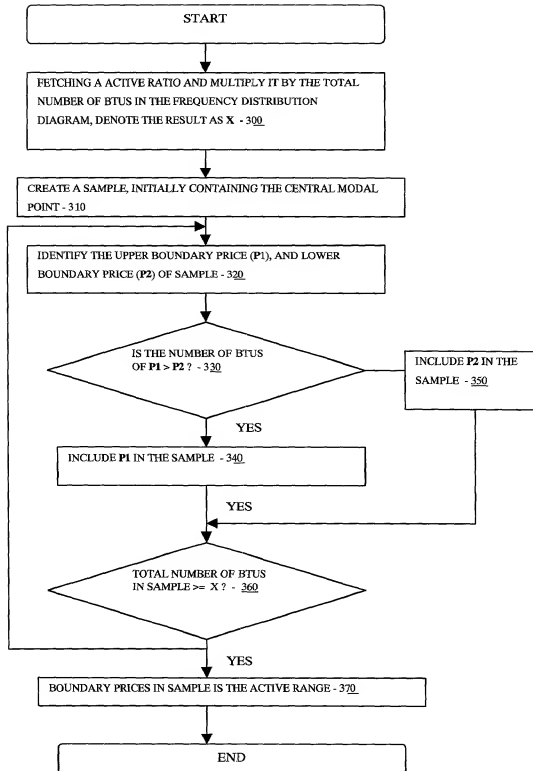 START
FETCHING A ACTIVE RATIO AND MULTIPLY IT BY THE TOTAL
NUMBER OF BTUS IN THE FREQUENCY DISTRIBUTION
DIAGRAM, DENOTE THE RESULT AS X - 300
CREATE A SAMPLE, INITIALLY CONTAINING THE CENTRAL MODAL
POINT - 310
IDENTIFY THE UPPER BOUNDARY PRICE (P1), AND LOWER
BOUNDARY PRICE (P2) OF SAMPLE - 320
IS THE NUMBER OF BTUS
OF P1 > P2 ? - 330
INCLUDE P2 IN THE
SAMPLE - 350
YES
INCLUDE P1 IN THE SAMPLE - 340
YES
TOTAL NUMBER OF BTUS
IN SAMPLE >= X ? - 360
YES
BOUNDARY PRICES IN SAMPLE IS THE ACTIVE RANGE - 370
END